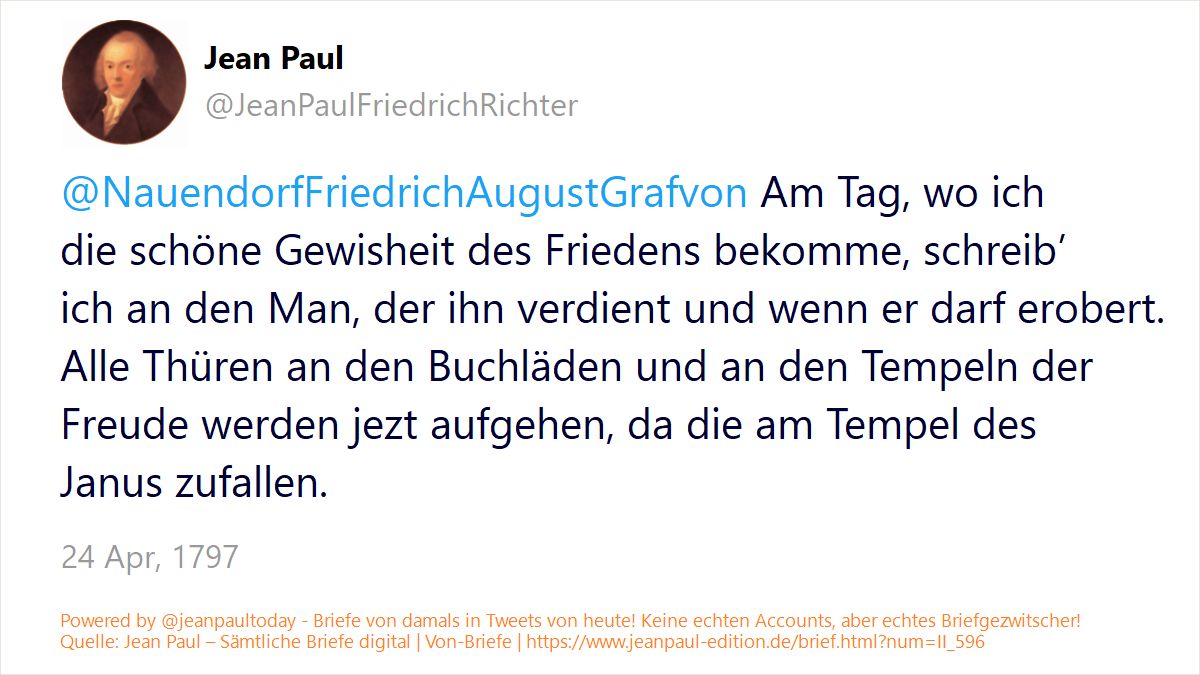 Jean Paul
@JeanPaulFriedrichRichter
@NauendorfFriedrichAugustGrafvon Am Tag, wo ich
die schöne Gewisheit des Friedens bekomme, schreib’
ich an den Man, der ihn verdient und wenn er darf erobert.
Alle Thüren an den Buchläden und an den Tempeln der
Freude werden jezt aufgehen, da die am Tempel des
Janus zufallen.
24 Apr, 1797
Powered by @jeanpaultoday - Briefe von damals in Tweets von heute! Keine echten Accounts, aber echtes Briefgezwitscher!
Quelle: Jean Paul – Sämtliche Briefe digital | Von-Briefe | https://www.jeanpaul-edition.de/brief.html?num=II_596